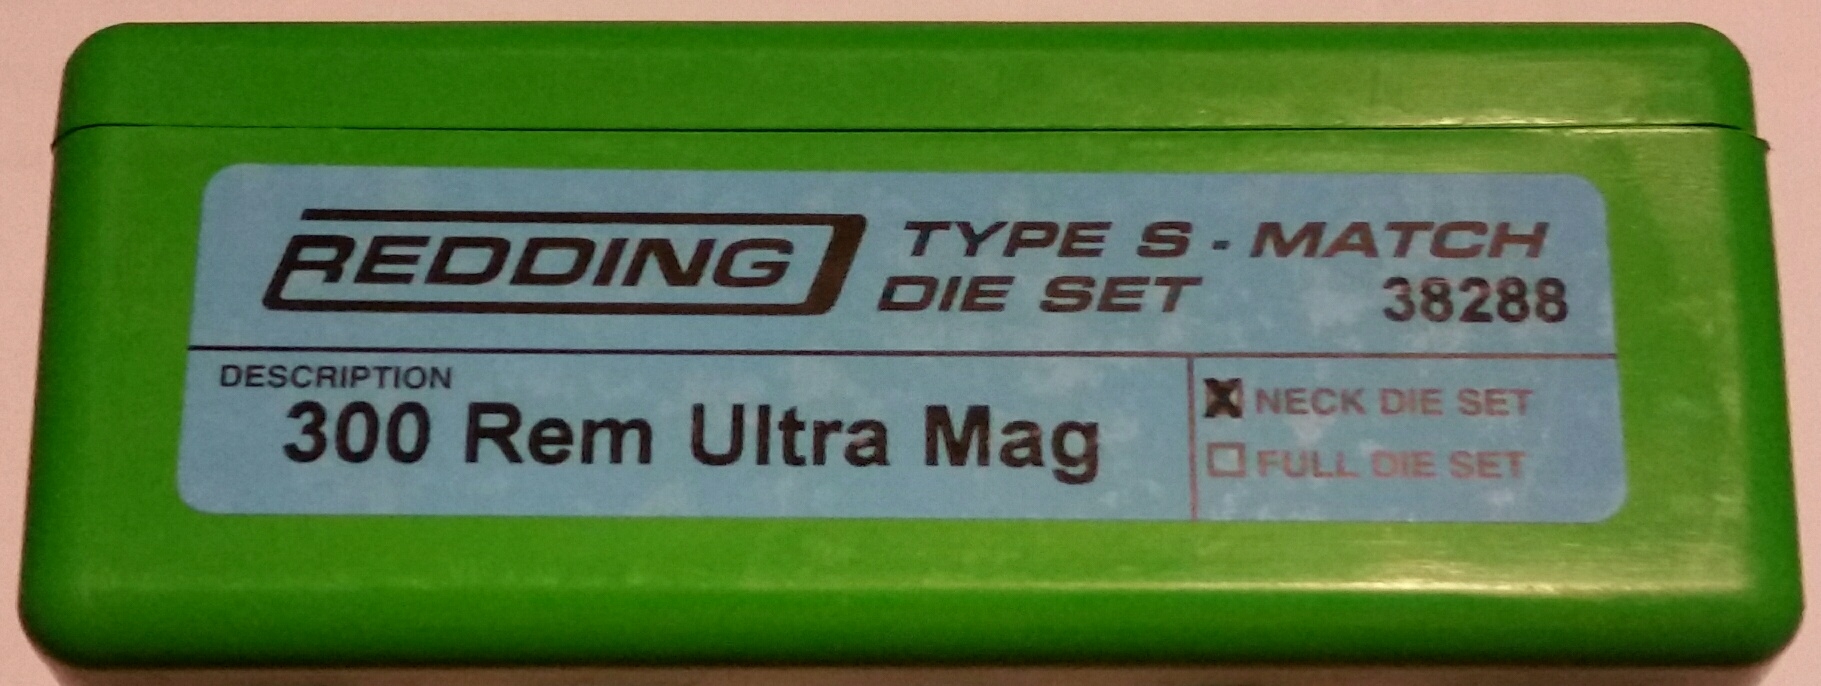 REDDING
TYPE S - MATCH
DIE SET
38288
DESCRIPTION
300 Rem Ultra Mag
NECK DIE SET
FULL DIE SET